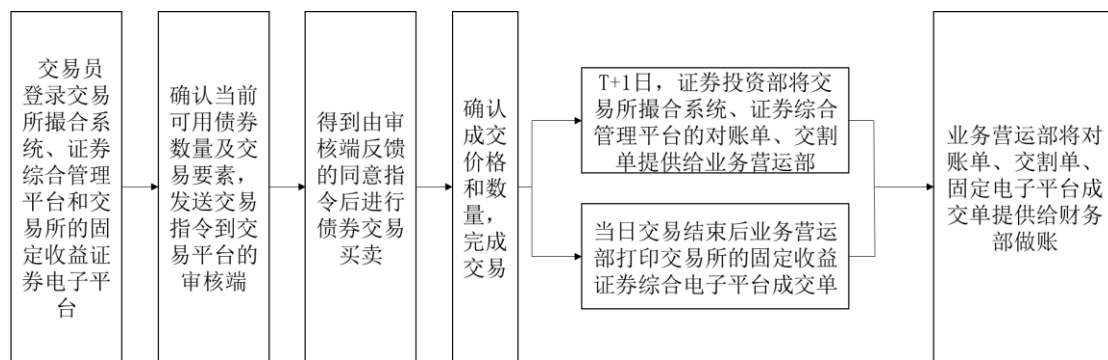 交易员
登录交易
所撮合系
统、证券
综合管理
平台和交
易所的固
定收益证
券电子平
台
确认当前
可用债券
数量及交
易要素，
发送交易
指令到交
易平台的
审核端
得到由审
核端反馈
的同意指
令后进行
债券交易
买卖
确认
成交
价格
和数
量，
完成
交易
T+1日，证券投资部将交
易所撮合系统、证券综合
管理平台的对账单、交割
单提供给业务营运部
当日交易结束后业务营运
部打印交易所的固定收益
证券综合电子平台成交单
业务营运部将对
账单、交割单、
固定电子平台成
交单提供给财务
部做账